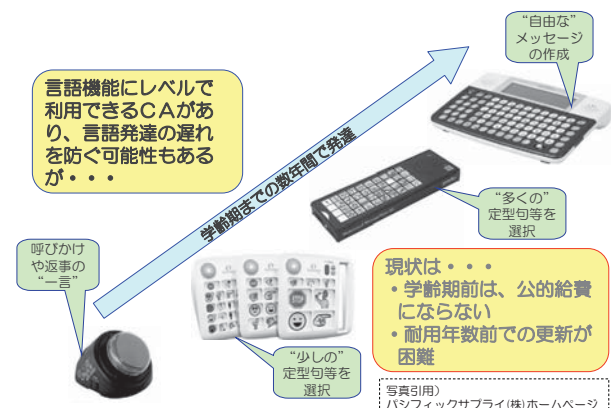 “自由な”
メッセージ
の作成
言語機能にレベルで
利用できるＣＡがあ
り、言語発達の遅れ
を防ぐ可能性もある
が・・・
学齢期までの数年間で発達
“多くの”
定型句等を
選択
呼びかけ
や返事の
“一言”
“少しの”
定型句等を
選択
現状は・・・
・学齢期前は、公的給費
にならない
・耐用年数前での更新が
困難
写真引用）
パシフィックサプライ(株)ホームページ